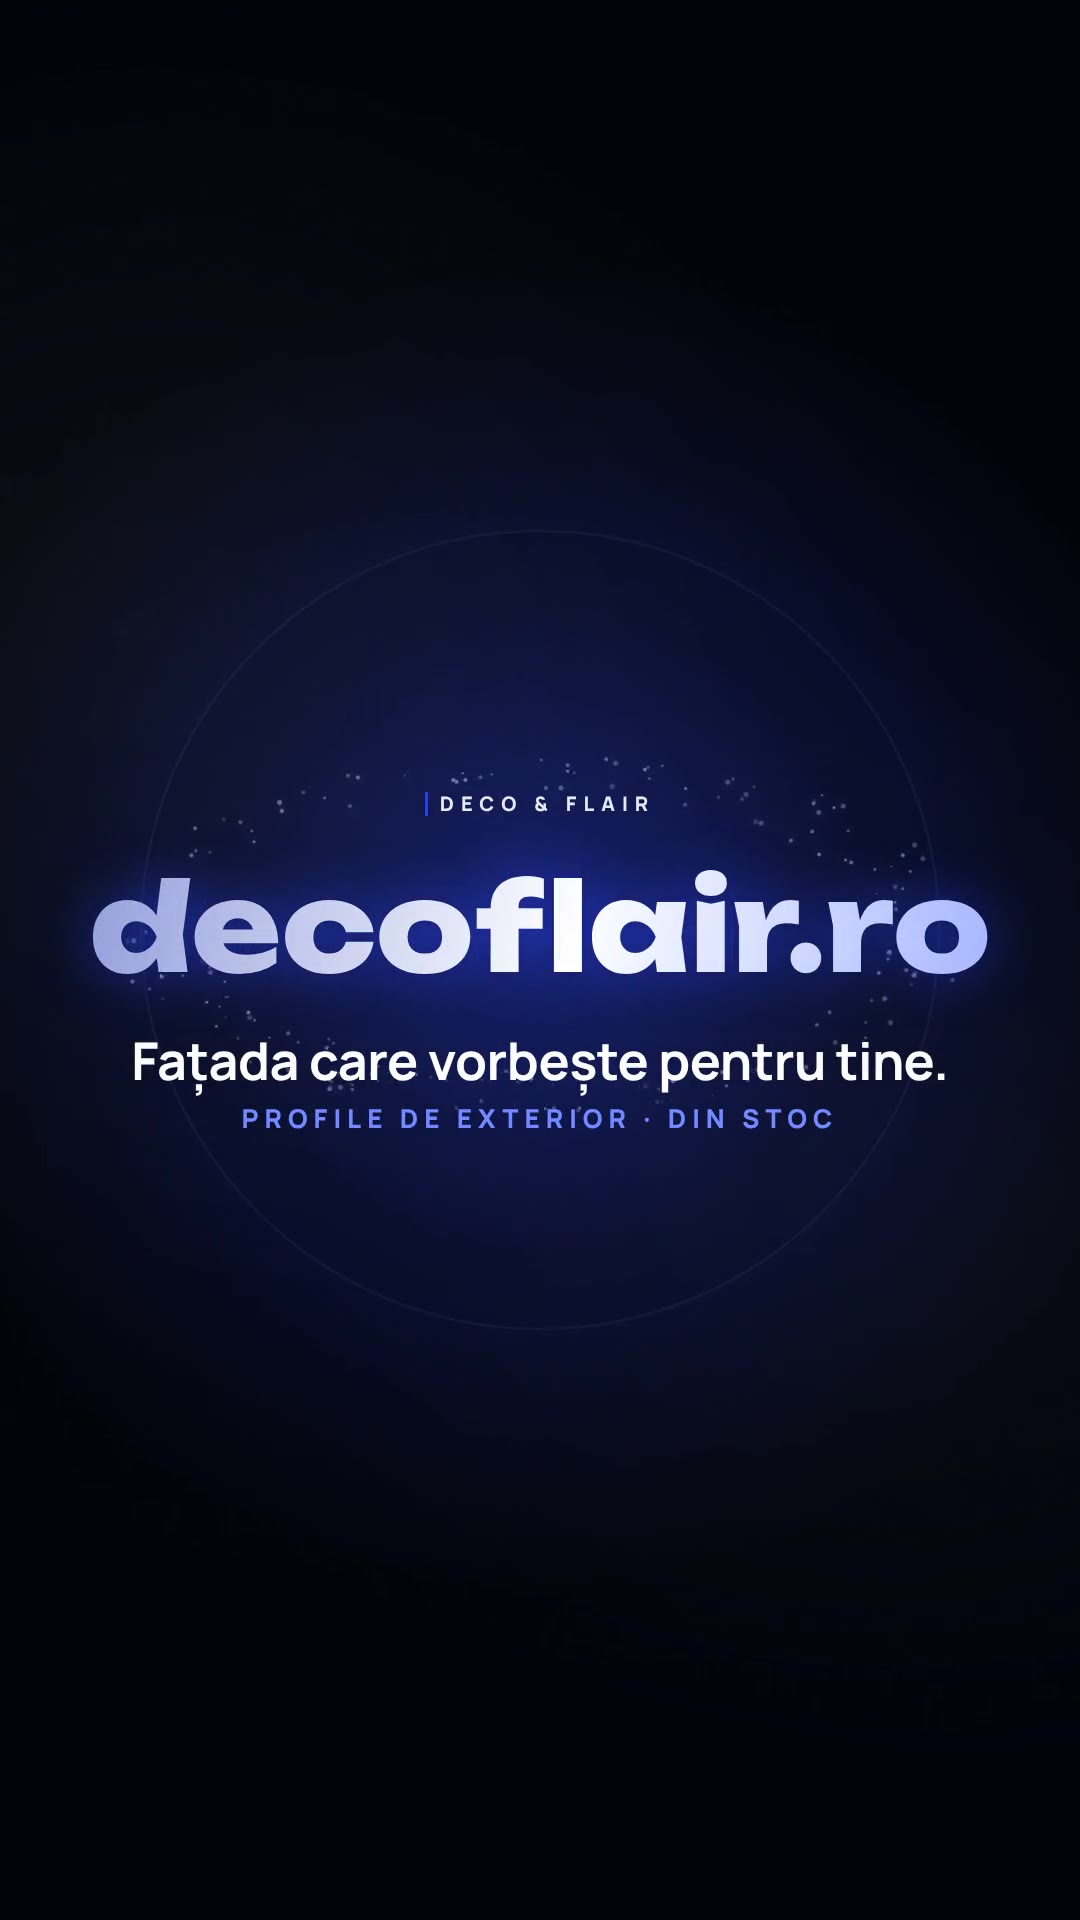 DECO & FLAIR
decoflair.ro
Fațada care vorbește pentru tine.
PROFILE DE EXTERIOR · DIN STOC